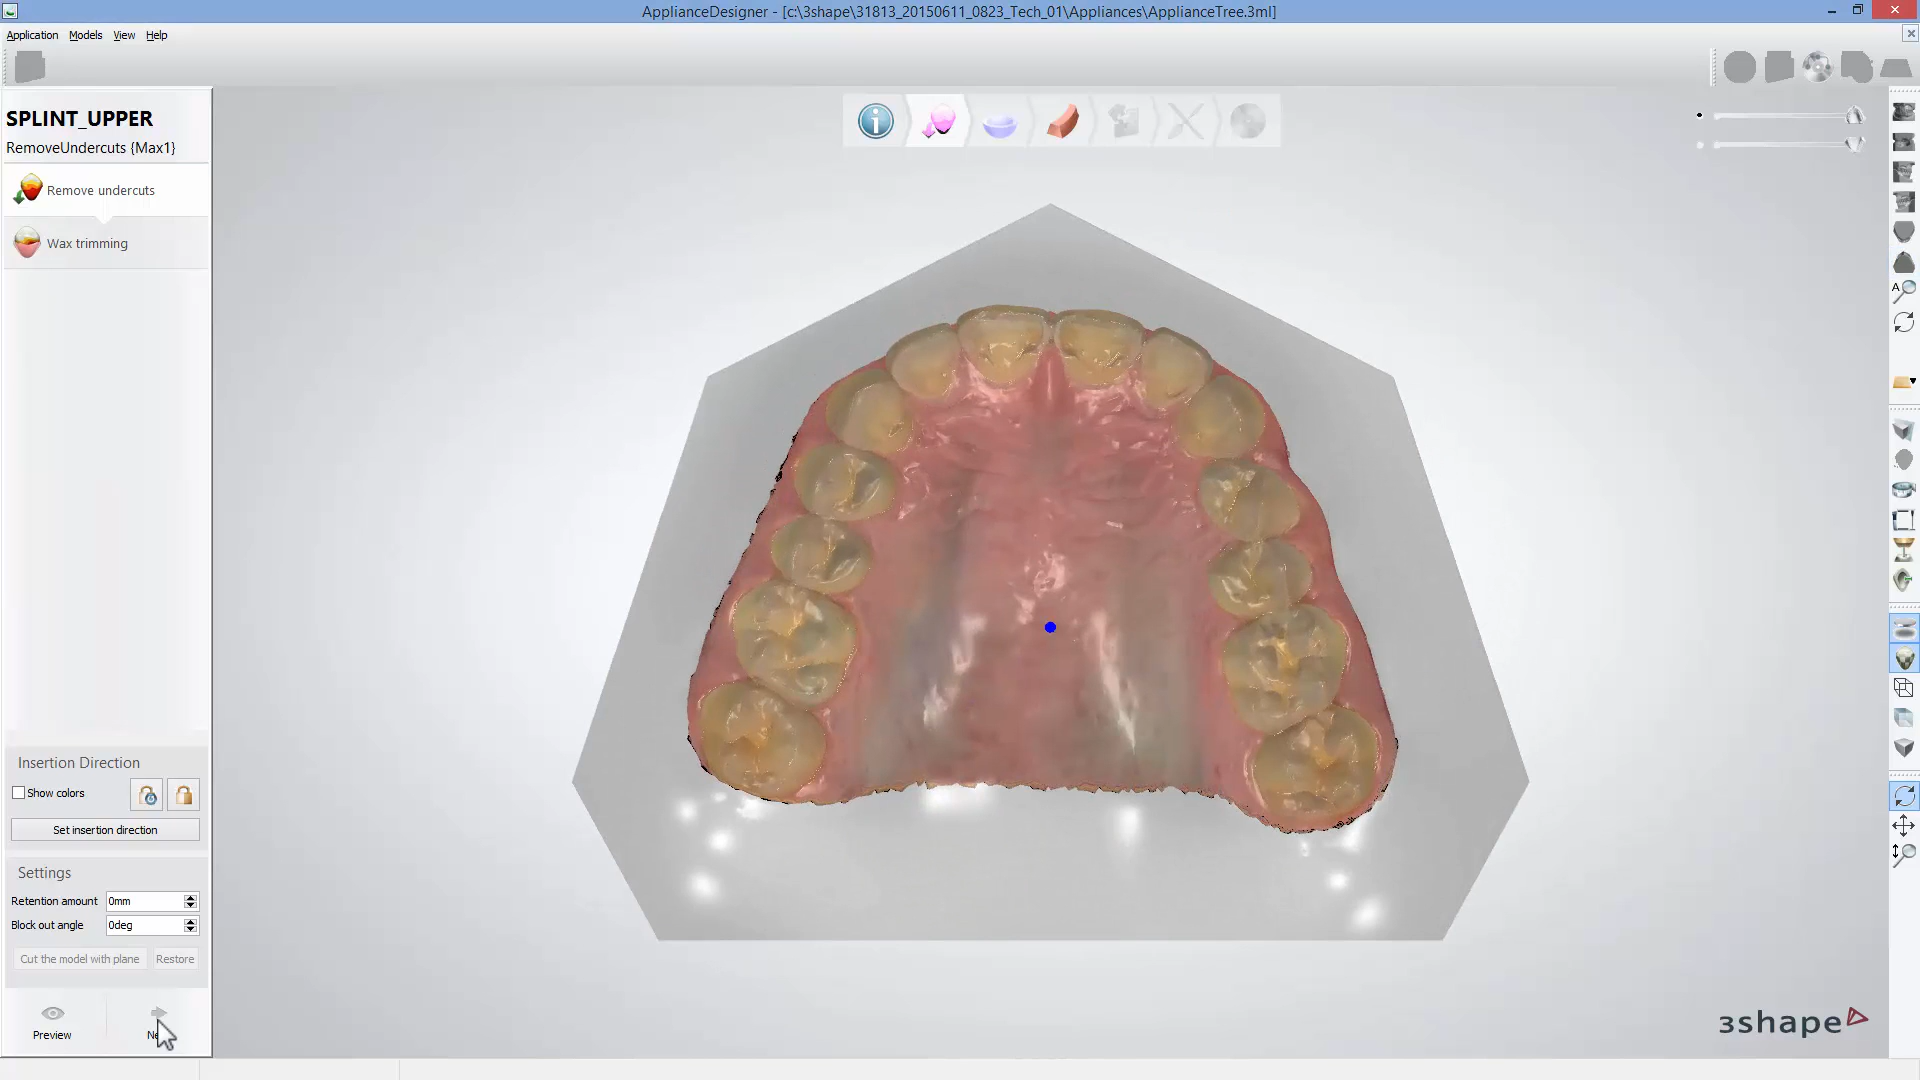 ApplianceDesigner - [c:\3shape\31813_20150611_0823_Tech_01\Appliances\ApplianceTree.3ml]
Application Models View Help
SPLINT_UPPER
RemoveUndercuts {Max1}
Remove undercuts
Wax trimming
A
Insertion Direction
Show colors
Set insertion direction
Settings
Retention amount 0mm
Block out angle 0deg
Cut the model with plane Restore
Preview
3shape